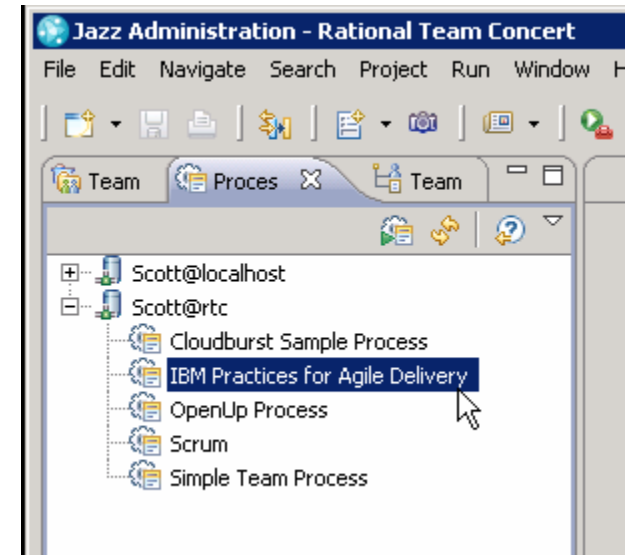 Jazz Administration - Rational Team Concert
File Edit Navigate Search Project Run Window H
Team Proces Team
Scott@localhost
Scott@rtc
Cloudburst Sample Process
IBM Practices for Agile Delivery
OpenUp Process
Scrum
Simple Team Process